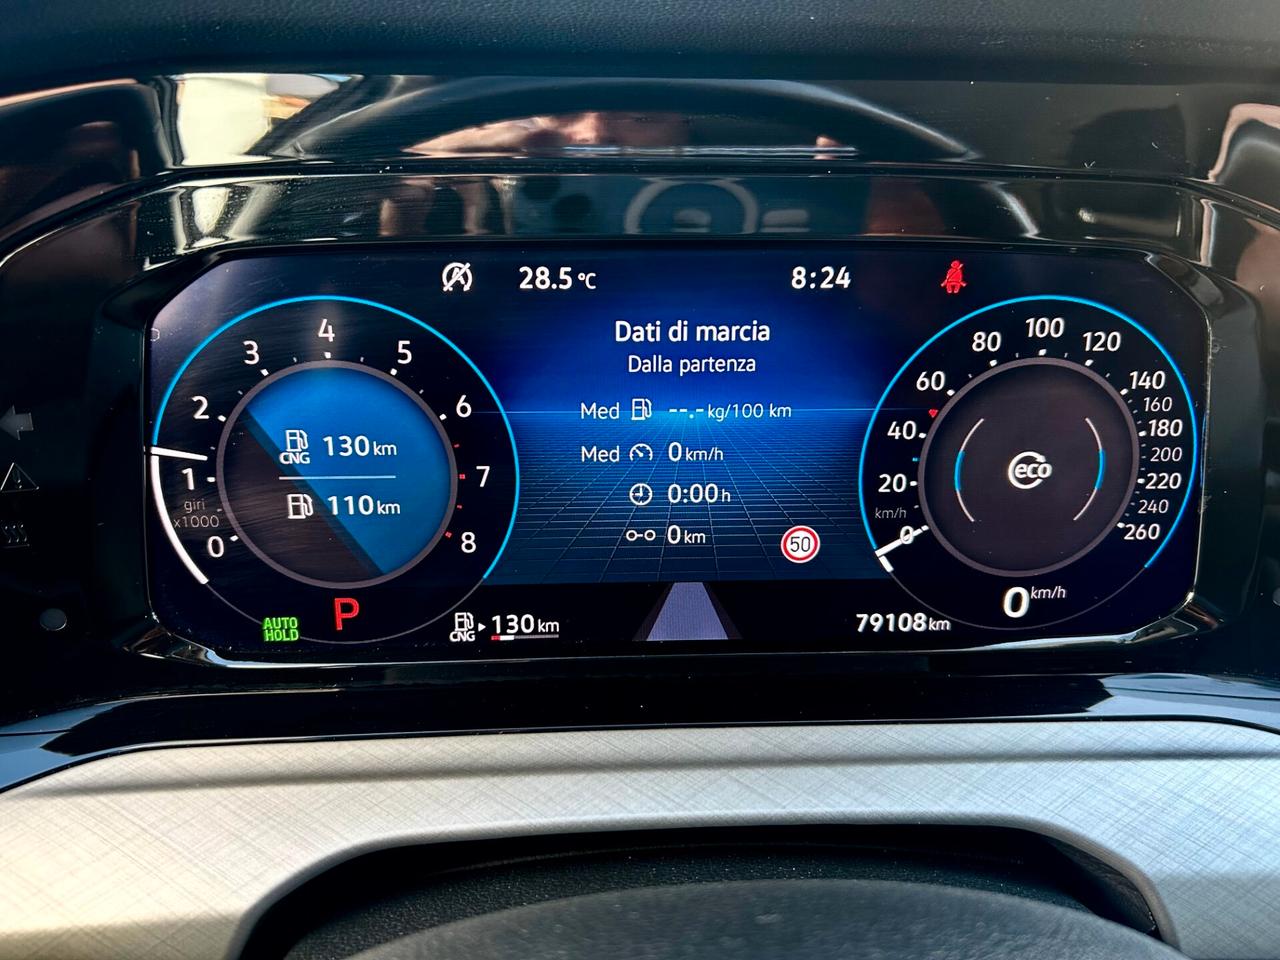 28.5 °C
8:24
Dati di marcia
Dalla partenza
Med --.- kg/100 km
Med 0 km/h
0:00 h
0 km
50
0
1
2
3
4
5
6
7
8
giri
x1000
CNG 130 km
110 km
AUTO
HOLD
P
CNG 130 km
79108 km
0
20
40
60
80
100
120
140
160
180
200
220
240
260
km/h
eco
0 km/h